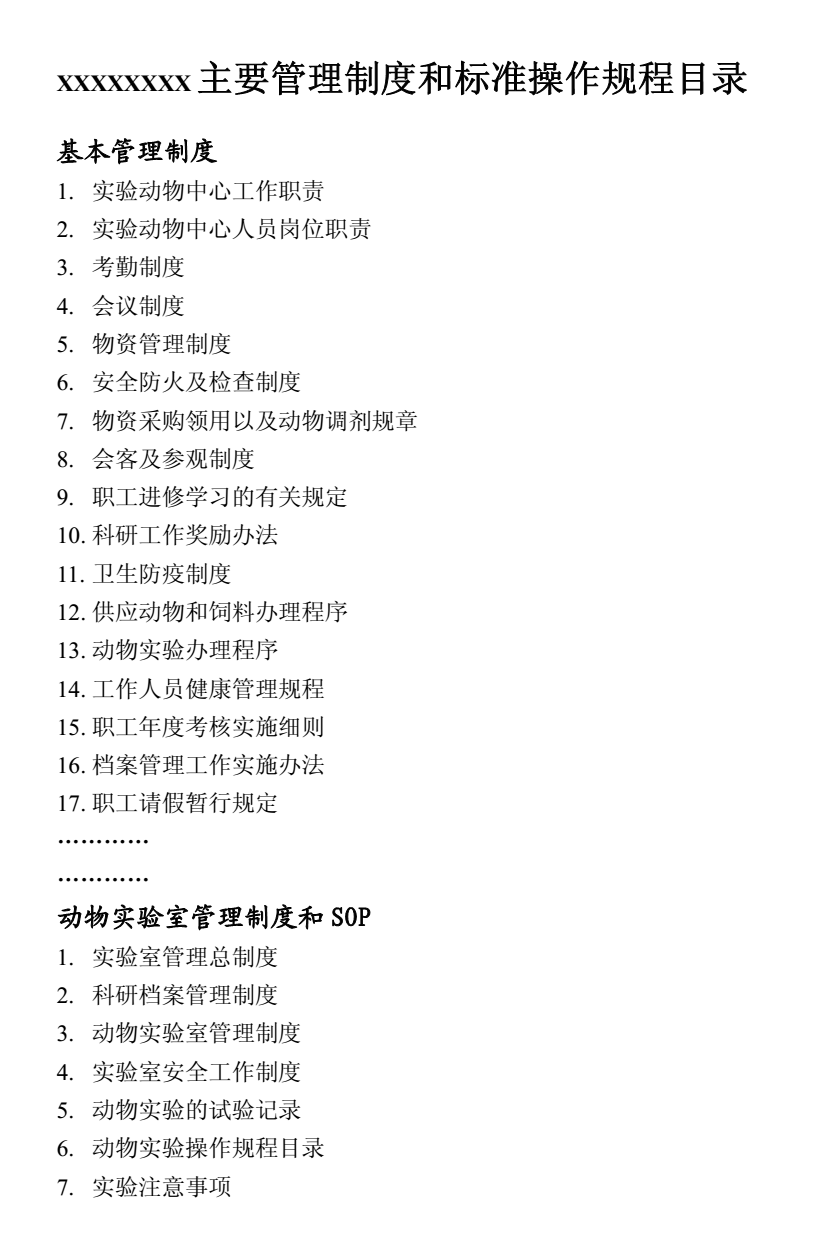 xxxxxxxx主要管理制度和标准操作规程目录
基本管理制度
1. 实验动物中心工作职责
2. 实验动物中心人员岗位职责
3. 考勤制度
4. 会议制度
5. 物资管理制度
6. 安全防火及检查制度
7. 物资采购领用以及动物调剂规章
8. 会客及参观制度
9. 职工进修学习的有关规定
10. 科研工作奖励办法
11. 卫生防疫制度
12. 供应动物和饲料办理程序
13. 动物实验办理程序
14. 工作人员健康管理规程
15. 职工年度考核实施细则
16. 档案管理工作实施办法
17. 职工请假暂行规定
…………
…………
动物实验室管理制度和 SOP
1. 实验室管理总制度
2. 科研档案管理制度
3. 动物实验室管理制度
4. 实验室安全工作制度
5. 动物实验的试验记录
6. 动物实验操作规程目录
7. 实验注意事项